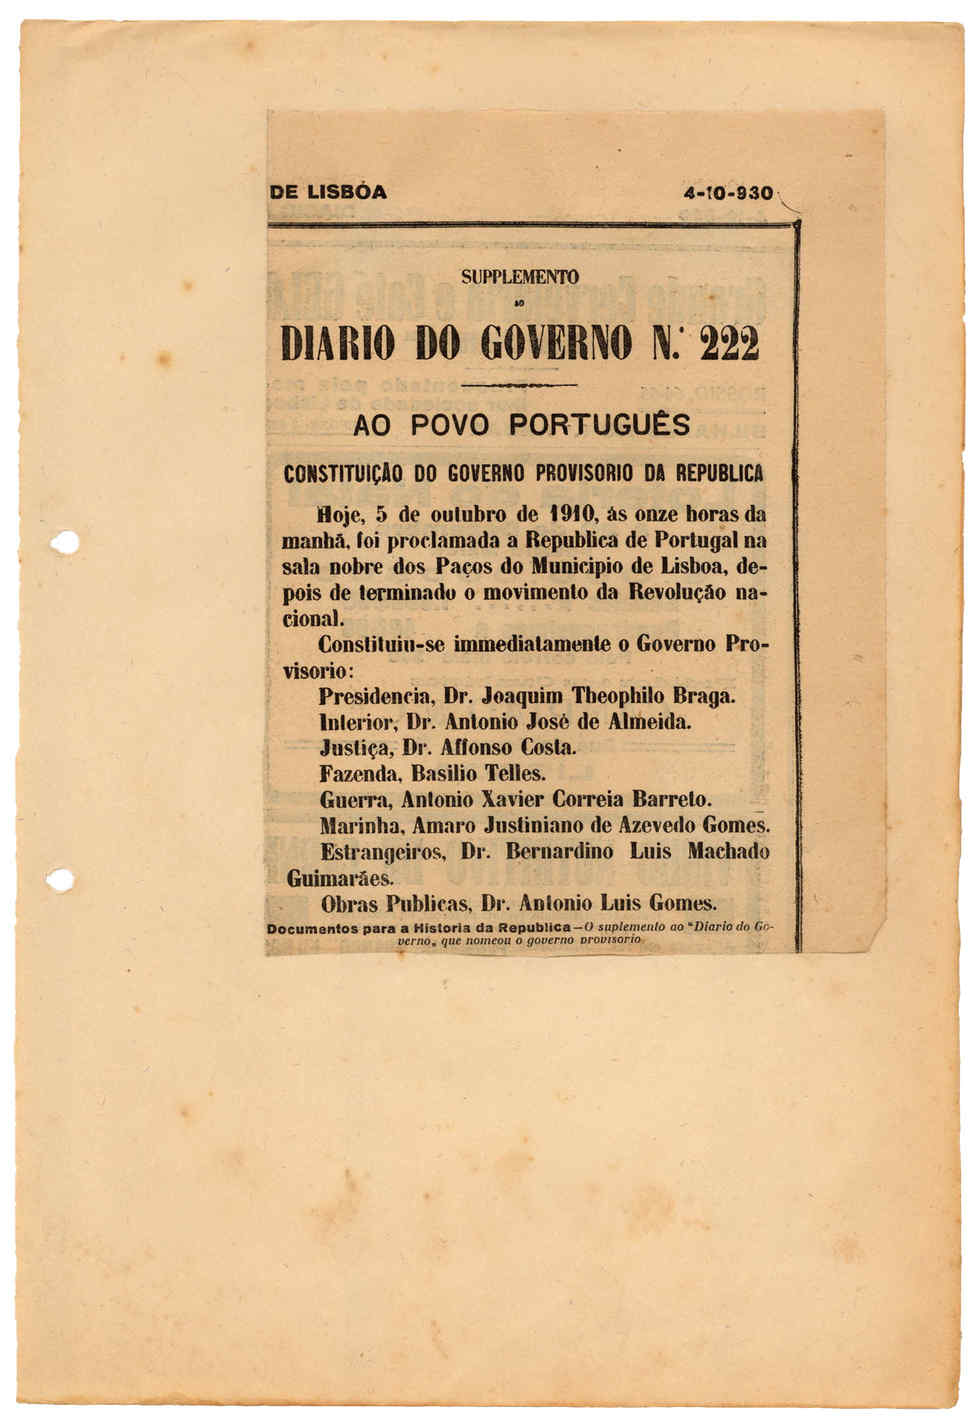 DE LISBÔA 4-10-930
SUPPLEMENTO
AO
DIARIO DO GOVERNO N.º 222
AO POVO PORTUGUÊS
CONSTITUIÇÃO DO GOVERNO PROVISORIO DA REPUBLICA
Hoje, 5 de outubro de 1910, ás onze horas da
manhã, foi proclamada a Republica de Portugal na
sala nobre dos Paços do Municipio de Lisboa, de-
pois de terminado o movimento da Revolução na-
cional.
Constituiu-se immediatamente o Governo Pro-
visorio:
Presidencia, Dr. Joaquim Theophilo Braga.
Interior, Dr. Antonio José de Almeida.
Justiça, Dr. Affonso Costa.
Fazenda, Basilio Telles.
Guerra, Antonio Xavier Correia Barreto.
Marinha, Amaro Justiniano de Azevedo Gomes.
Estrangeiros, Dr. Bernardino Luis Machado
Guimarães.
Obras Publicas, Dr. Antonio Luis Gomes.
Documentos para a Historia da Republica—O suplemento ao "Diario do Go-
verno„ que nomeou o governo provisorio